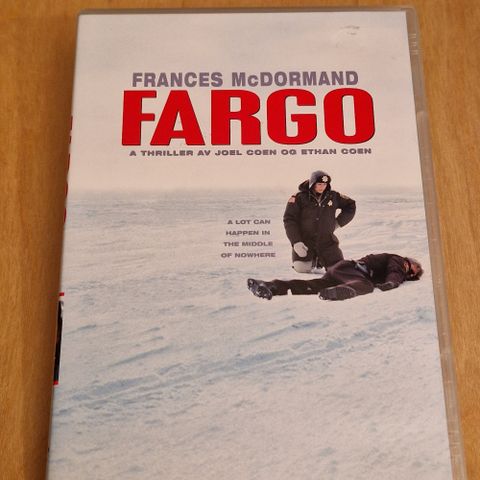 FRANCES McDORMAND
FARGO
A THRILLER AV JOEL COEN OG ETHAN COEN
A LOT CAN
HAPPEN IN
THE MIDDLE
OF NOWHERE